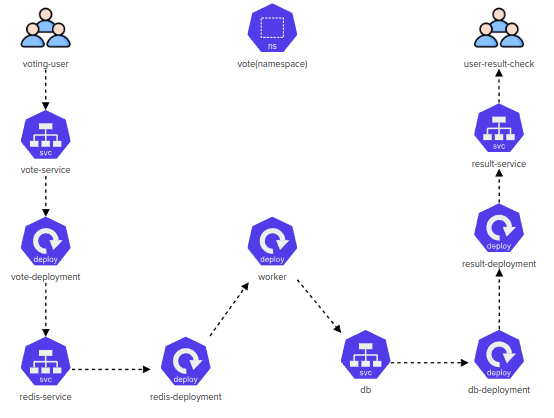 voting-user
ns
vote(namespace)
user-result-check
svc
vote-service
svc
result-service
deploy
vote-deployment
deploy
worker
deploy
result-deployment
svc
redis-service
deploy
redis-deployment
svc
db
deploy
db-deployment